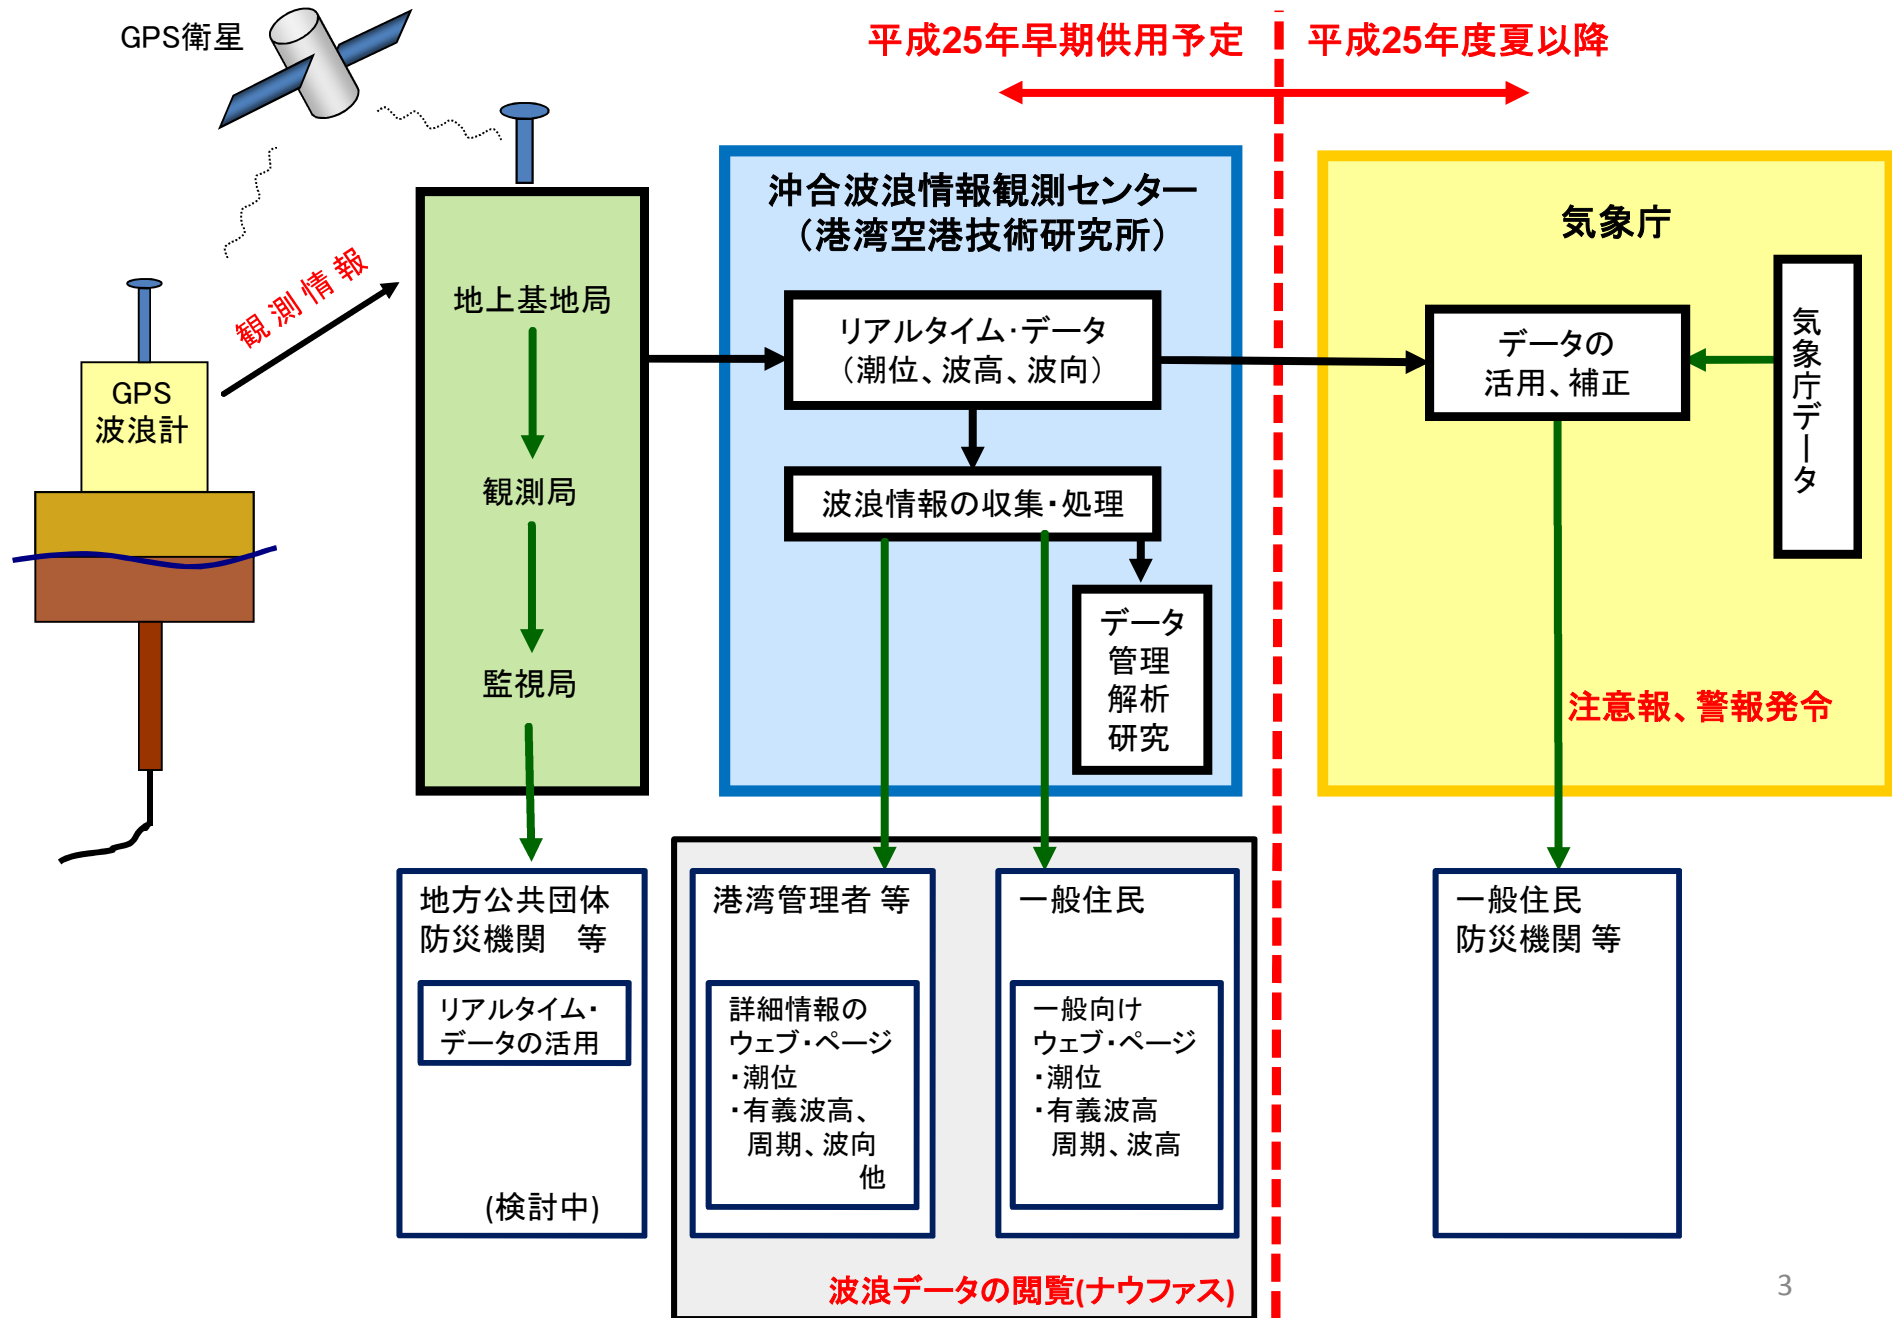 GPS衛星
平成25年早期供用予定
平成25年度夏以降
観測情報
GPS
波浪計
地上基地局
観測局
監視局
沖合波浪情報観測センター
（港湾空港技術研究所）
リアルタイム・データ
（潮位、波高、波向）
波浪情報の収集・処理
データ
管理
解析
研究
気象庁
データの
活用、補正
気象庁データ
注意報、警報発令
地方公共団体
防災機関　等
リアルタイム・
データの活用
(検討中)
港湾管理者 等
詳細情報の
ウェブ・ページ
・潮位
・有義波高、
周期、波向
他
一般住民
一般向け
ウェブ・ページ
・潮位
・有義波高
周期、波高
波浪データの閲覧(ナウファス)
一般住民
防災機関 等
3